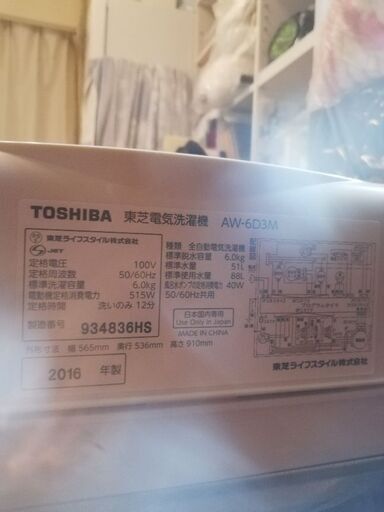 TOSHIBA 東芝電気洗濯機 AW-6D3M
東芝ライフスタイル株式会社
JET
定格電圧 100V
定格周波数 50/60Hz
標準洗濯容量 6.0kg
電動機定格消費電力 515W
定格時間 洗いのみ 12分
製造番号 934836HS
種類 全自動電気洗濯機
標準脱水容量 6.0kg
標準水量 51L
標準使用水量 88L
風呂水ポンプの定格消費電力 40W
50/60Hz共用
日本国内専用
Use Only in Japan
MADE IN CHINA
外形寸法 幅 565mm 奥行 536mm 高さ 910mm
2016 年製
東芝ライフスタイル株式会社